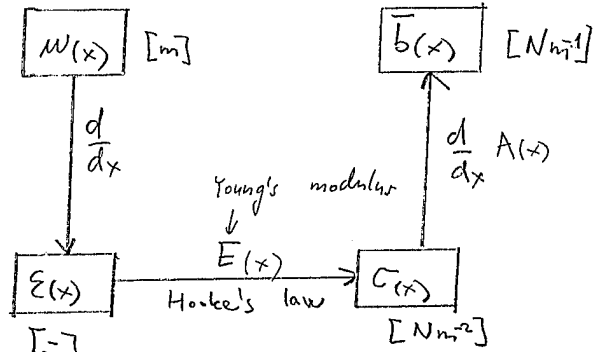 u(x) [m]
b̄(x) [Nm⁻¹]
d/dx
d/dx A(x)
Young's modulus
E(x)
ε(x)
Hooke's law
σ(x)
[-]
[Nm⁻²]